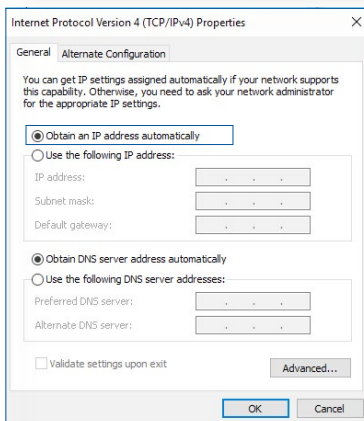 Internet Protocol Version 4 (TCP/IPv4) Properties
General
Alternate Configuration
You can get IP settings assigned automatically if your network supports
this capability. Otherwise, you need to ask your network administrator
for the appropriate IP settings.
Obtain an IP address automatically
Use the following IP address:
IP address:
Subnet mask:
Default gateway:
Obtain DNS server address automatically
Use the following DNS server addresses:
Preferred DNS server:
Alternate DNS server:
Validate settings upon exit
Advanced...
OK
Cancel